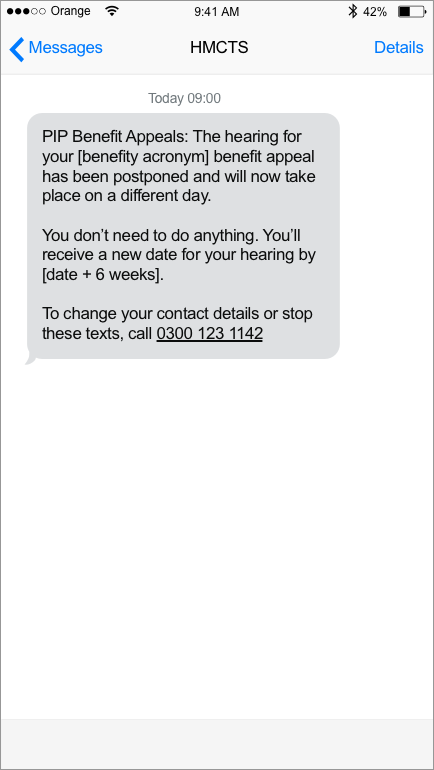 Orange 9:41 AM 42%
Messages HMCTS Details
Today 09:00
PIP Benefit Appeals: The hearing for
your [benefity acronym] benefit appeal
has been postponed and will now take
place on a different day.
You don’t need to do anything. You’ll
receive a new date for your hearing by
[date + 6 weeks].
To change your contact details or stop
these texts, call 0300 123 1142